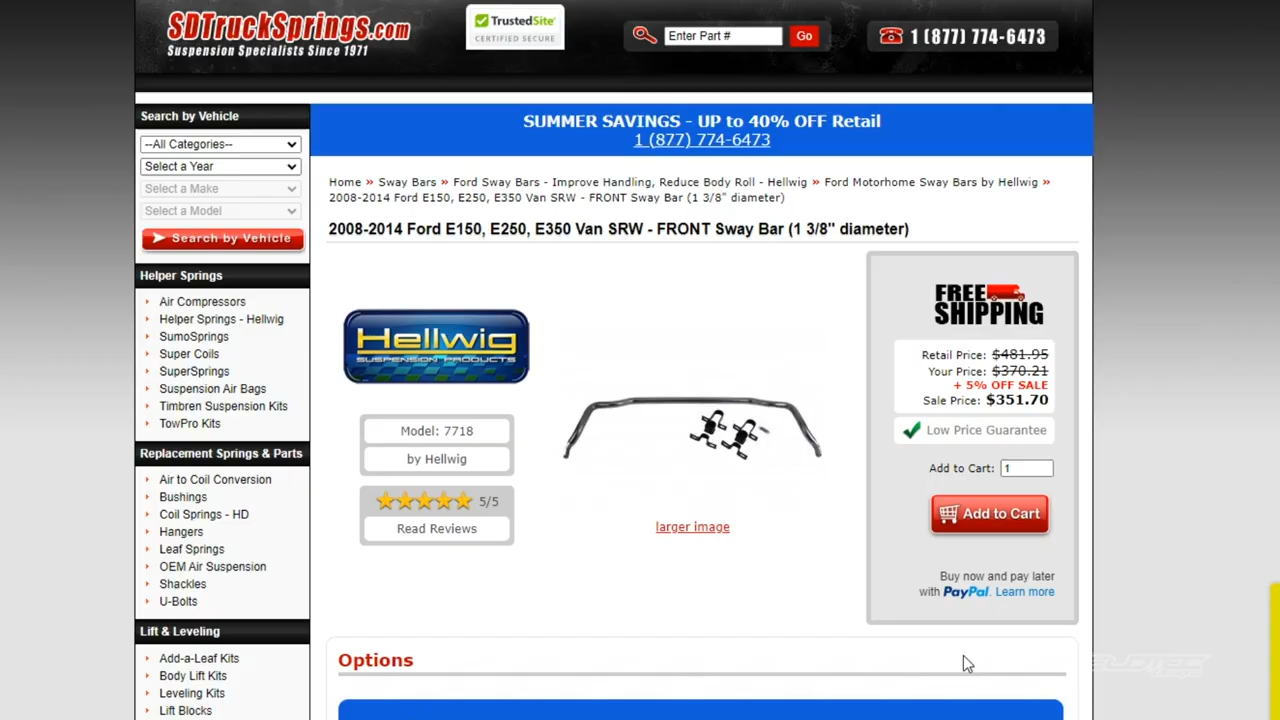 SDTruckSprings.com
Suspension Specialists Since 1971
TrustedSite
CERTIFIED SECURE
Enter Part #
Go
1 (877) 774-6473
Search by Vehicle
--All Categories--
Select a Year
Select a Make
Select a Model
Search by Vehicle
Helper Springs
Air Compressors
Helper Springs - Hellwig
SumoSprings
Super Coils
SuperSprings
Suspension Air Bags
Timbren Suspension Kits
TowPro Kits
Replacement Springs & Parts
Air to Coil Conversion
Bushings
Coil Springs - HD
Hangers
Leaf Springs
OEM Air Suspension
Shackles
U-Bolts
Lift & Leveling
Add-a-Leaf Kits
Body Lift Kits
Leveling Kits
Lift Blocks
SUMMER SAVINGS - UP to 40% OFF Retail
1 (877) 774-6473
Home » Sway Bars » Ford Sway Bars - Improve Handling, Reduce Body Roll - Hellwig » Ford Motorhome Sway Bars by Hellwig »
2008-2014 Ford E150, E250, E350 Van SRW - FRONT Sway Bar (1 3/8" diameter)
2008-2014 Ford E150, E250, E350 Van SRW - FRONT Sway Bar (1 3/8" diameter)
Hellwig
SUSPENSION PRODUCTS
Model: 7718
by Hellwig
5/5
Read Reviews
larger image
FREE
SHIPPING
Retail Price: $481.95
Your Price: $370.21
+ 5% OFF SALE
Sale Price: $351.70
Low Price Guarantee
Add to Cart: 1
Add to Cart
Buy now and pay later
with PayPal. Learn more
Options